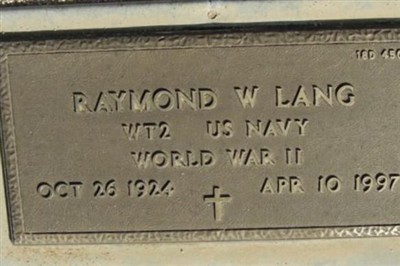 RAYMOND W LANG
WT2 US NAVY
WORLD WAR II
OCT 26 1924 APR 10 1997